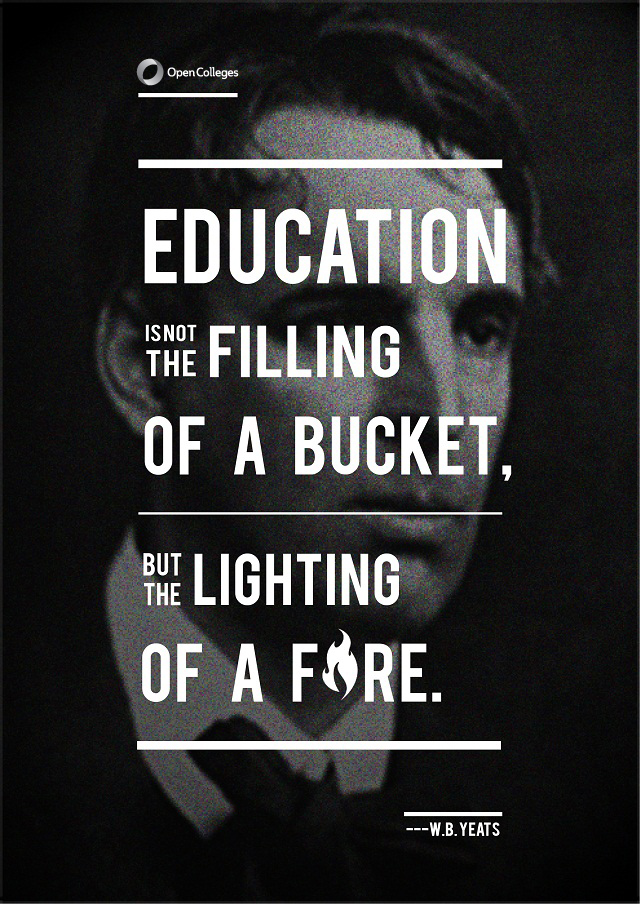 Open Colleges
EDUCATION
IS NOT
THE FILLING
OF A BUCKET,
BUT
THE LIGHTING
OF A FIRE.
---W.B. YEATS